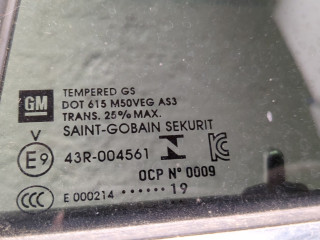 GM
TEMPERED GS
DOT 615 M50VEG AS3
TRANS. 25% MAX.
SAINT-GOBAIN SEKURIT
V
E9 43R-004561
OCP Nº 0009
CCC E 000214 ······ 19